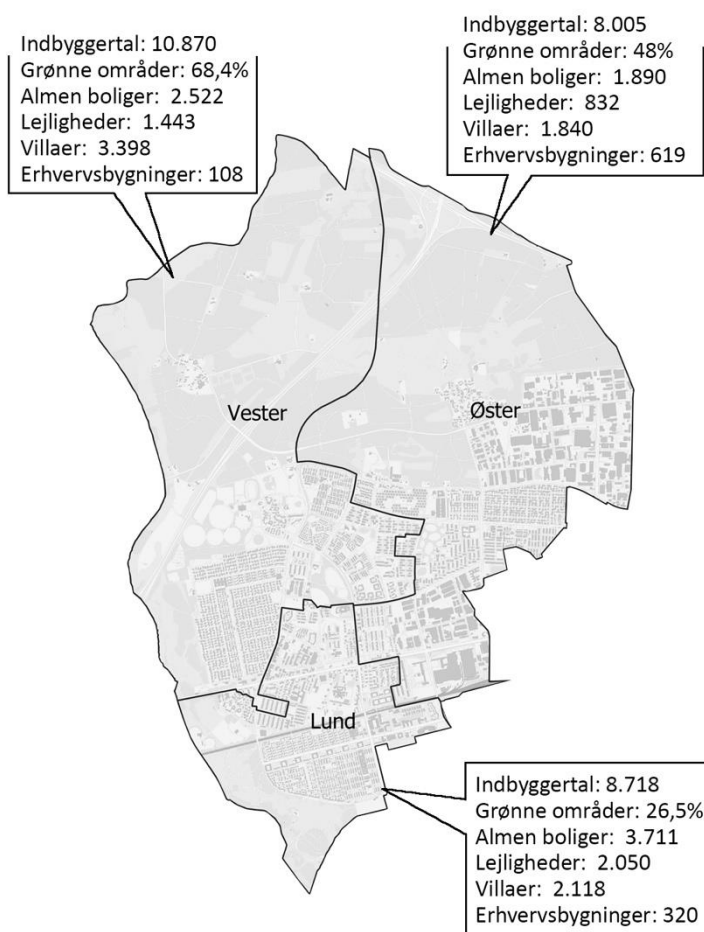 Indbyggertal: 10.870
Grønne områder: 68,4%
Almen boliger: 2.522
Lejligheder: 1.443
Villaer: 3.398
Erhvervsbygninger: 108
Indbyggertal: 8.005
Grønne områder: 48%
Almen boliger: 1.890
Lejligheder: 832
Villaer: 1.840
Erhvervsbygninger: 619
Vester
Øster
Lund
Indbyggertal: 8.718
Grønne områder: 26,5%
Almen boliger: 3.711
Lejligheder: 2.050
Villaer: 2.118
Erhvervsbygninger: 320